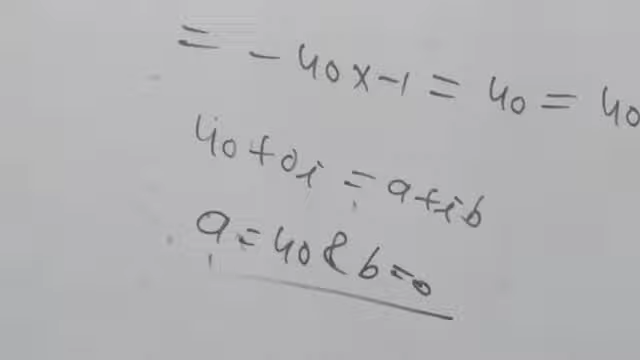 = - 40 x -1 = 40 = 40
40 + 0i = a + ib
a = 40 & b = 0